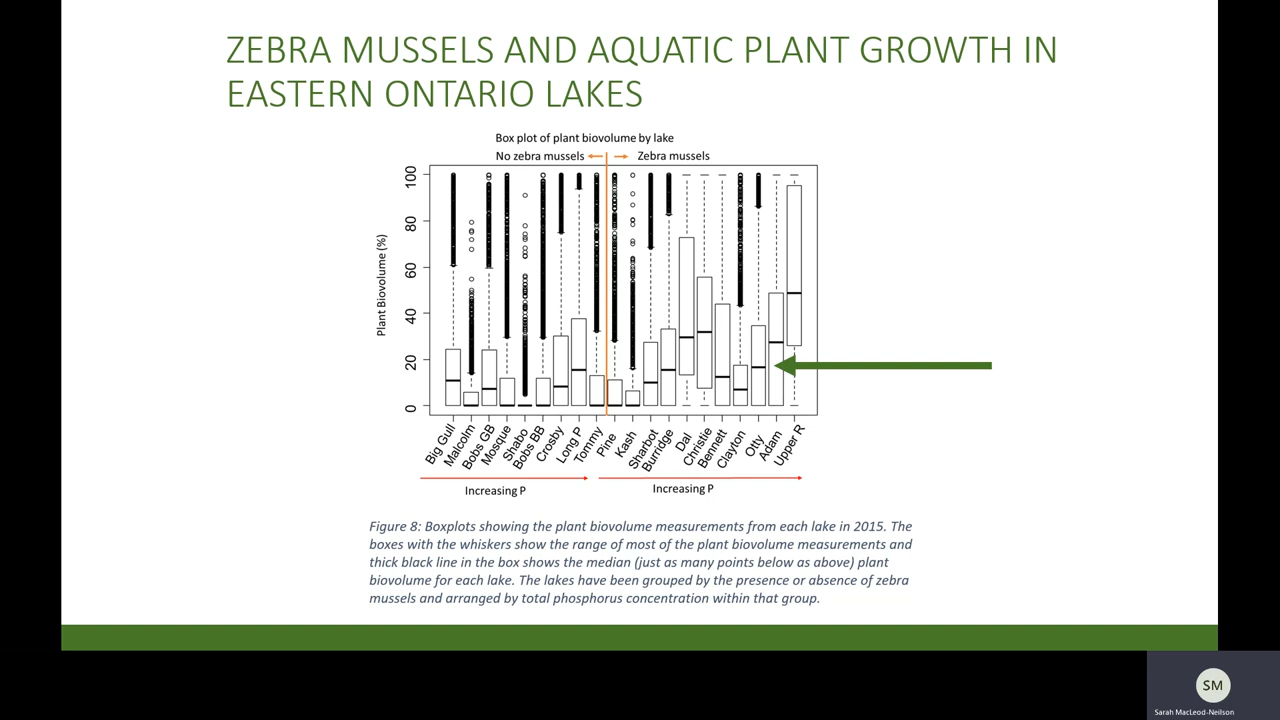 ZEBRA MUSSELS AND AQUATIC PLANT GROWTH IN
EASTERN ONTARIO LAKES
Box plot of plant biovolume by lake
No zebra mussels
Zebra mussels
Plant Biovolume (%)
100
80
60
40
20
0
Big Gull
Malcolm
Bobs GB
Mosque
Shabo
Bobs BB
Crosby
Long P
Tommy
Pine
Kash
Sharbot
Burridge
Dal
Christie
Bennett
Clayton
Otty
Adam
Upper R
Increasing P
Increasing P
Figure 8: Boxplots showing the plant biovolume measurements from each lake in 2015. The
boxes with the whiskers show the range of most of the plant biovolume measurements and
thick black line in the box shows the median (just as many points below as above) plant
biovolume for each lake. The lakes have been grouped by the presence or absence of zebra
mussels and arranged by total phosphorus concentration within that group.
SM
Sarah MacLeod-Neilson